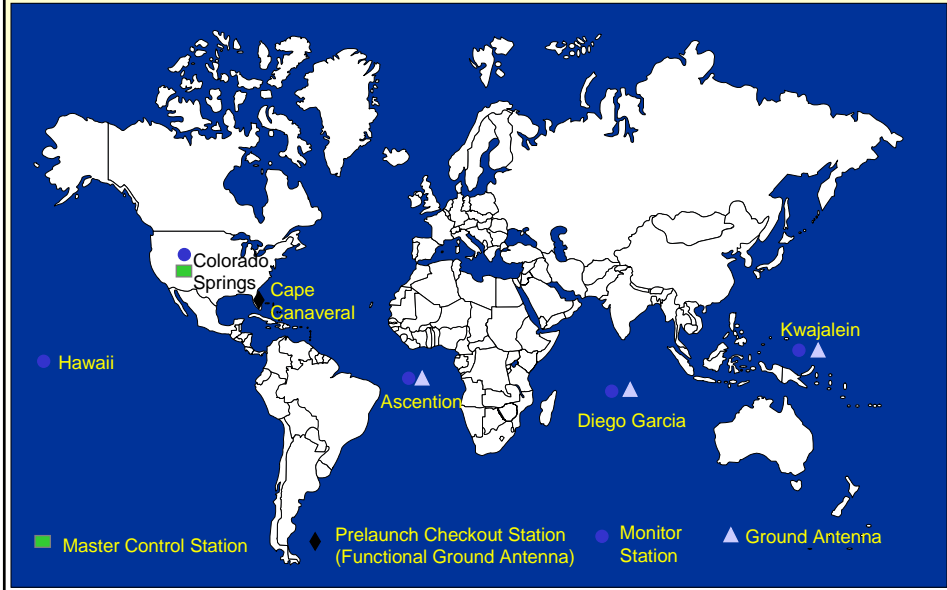 Colorado
Springs
Cape
Canaveral
Kwajalein
Hawaii
Ascention
Diego Garcia
Master Control Station
Prelaunch Checkout Station
(Functional Ground Antenna)
Monitor
Station
Ground Antenna